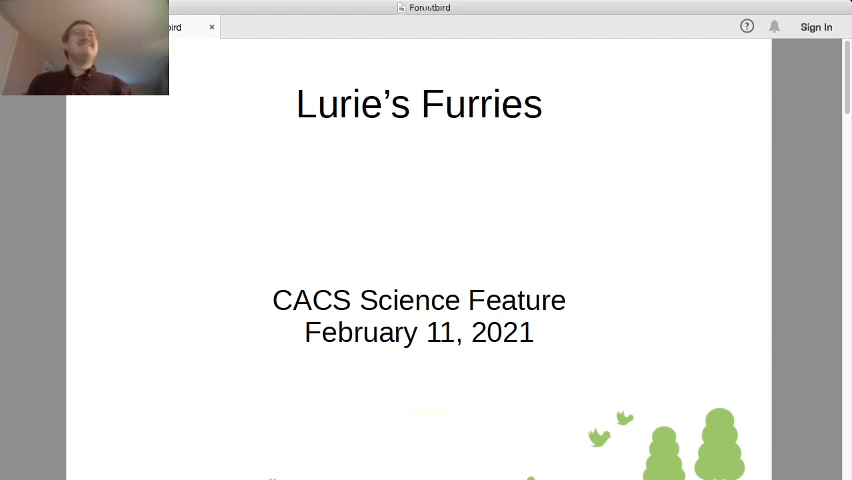 Foroutbird
bird
Sign In
Lurie's Furries
CACS Science Feature
February 11, 2021